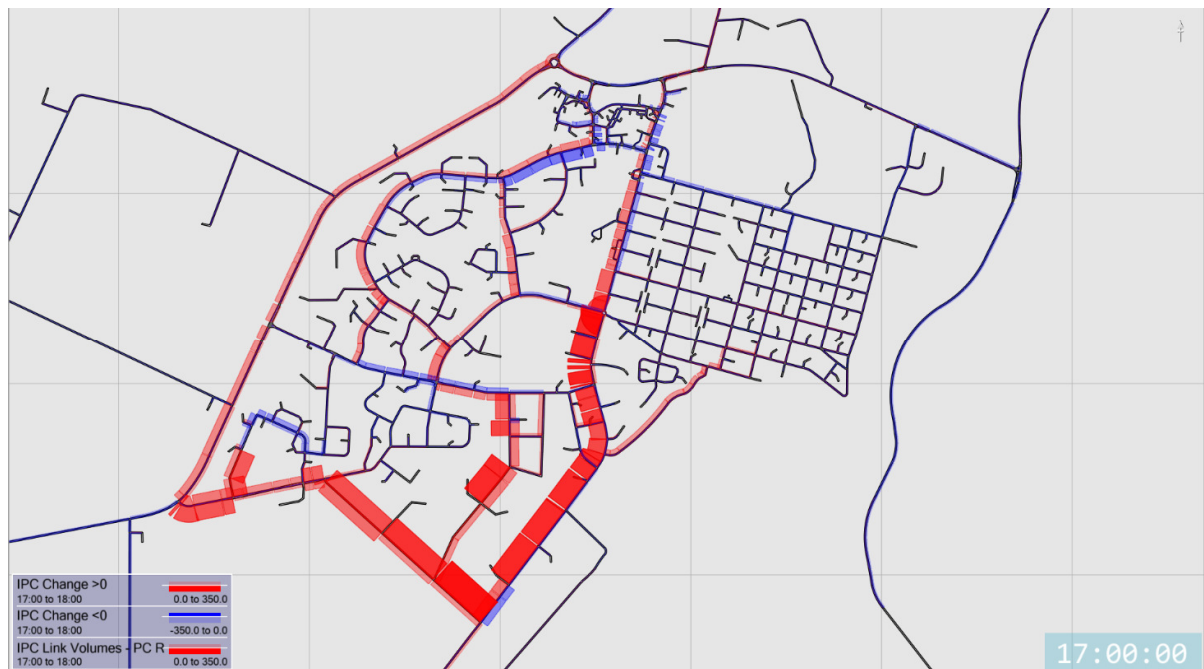 IPC Change >0
17:00 to 18:00 0.0 to 350.0
IPC Change <0
17:00 to 18:00 -350.0 to 0.0
IPC Link Volumes - PC R
17:00 to 18:00 0.0 to 350.0
17:00:00